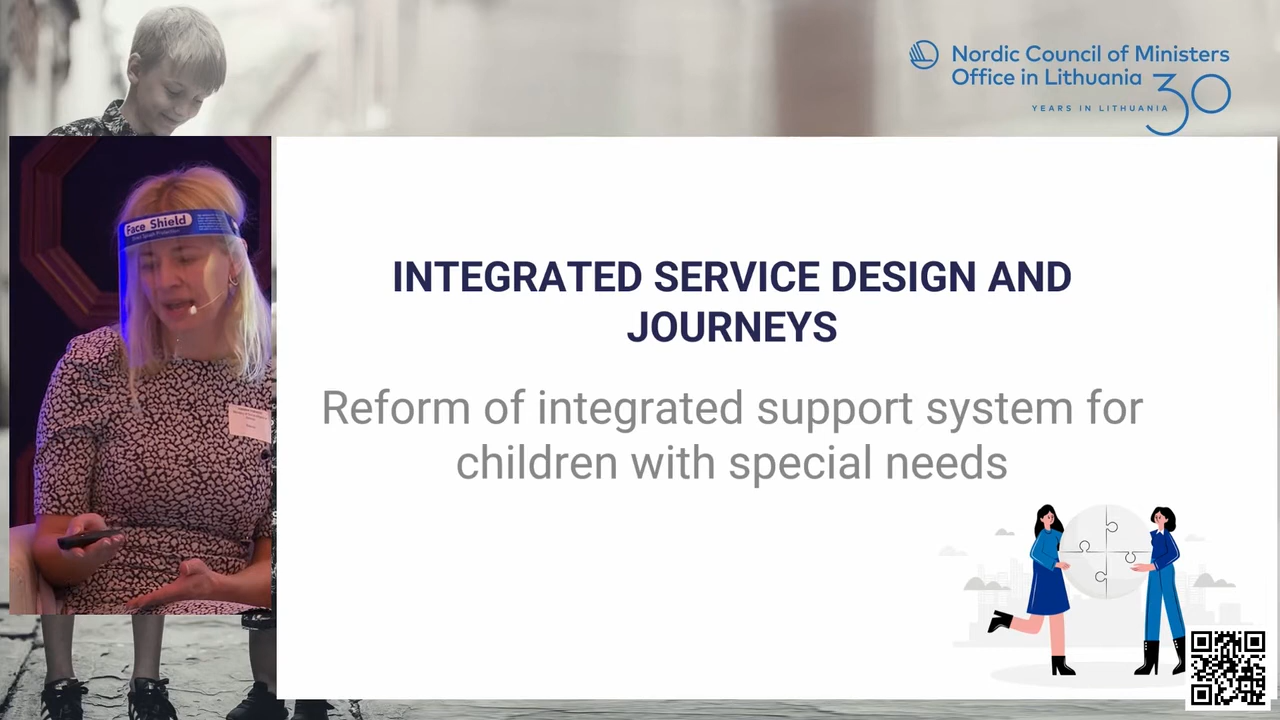 Nordic Council of Ministers
Office in Lithuania
YEARS IN LITHUANIA
30
Face Shield
INTEGRATED SERVICE DESIGN AND
JOURNEYS
Reform of integrated support system for
children with special needs